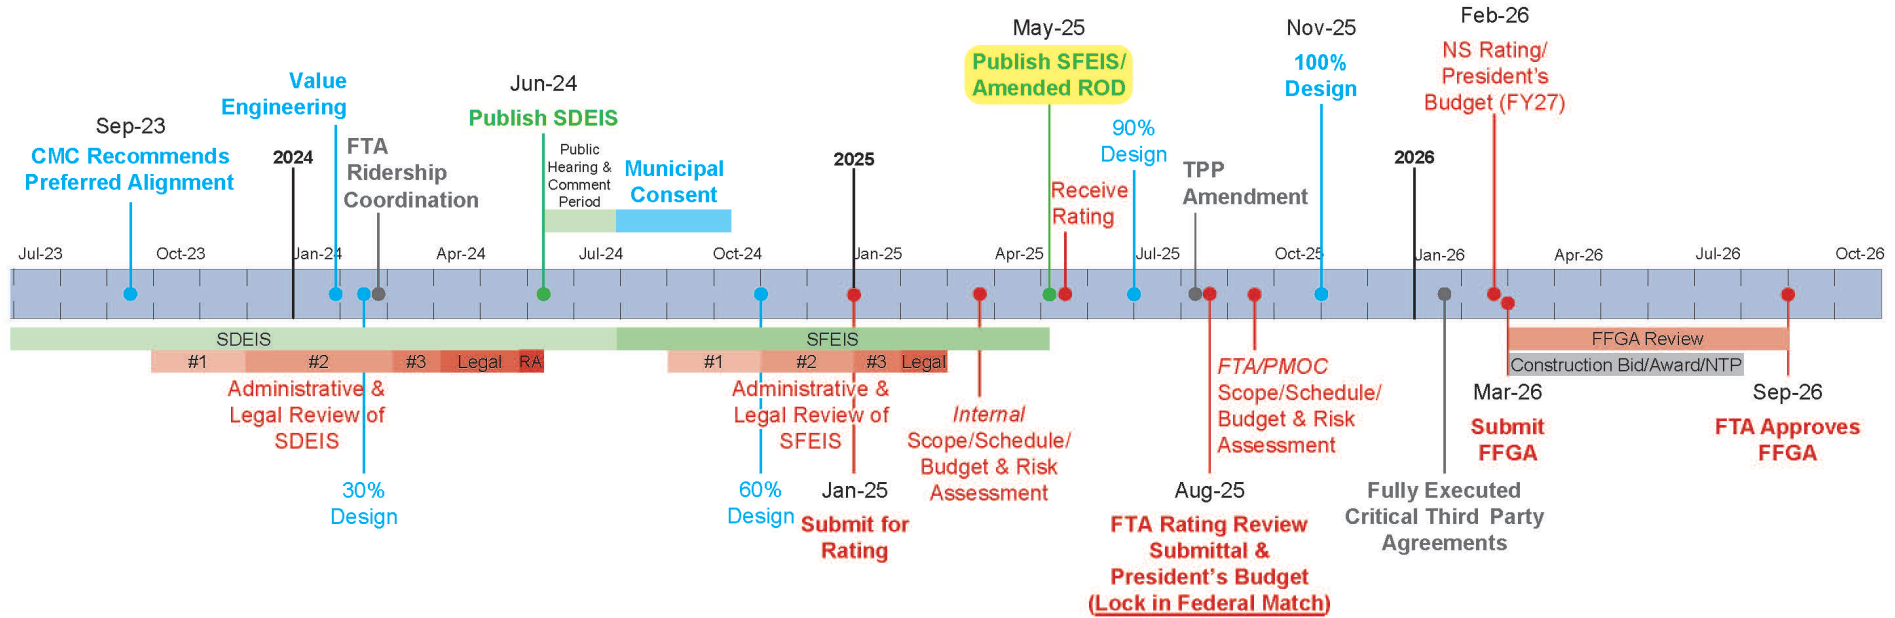 Sep-23
CMC Recommends
Preferred Alignment
Value
Engineering
2024
FTA
Ridership
Coordination
Jun-24
Publish SDEIS
Public
Hearing &
Comment
Period
Municipal
Consent
2025
May-25
Publish SFEIS/
Amended ROD
Receive
Rating
90%
Design
TPP
Amendment
Nov-25
100%
Design
2026
Feb-26
NS Rating/
President's
Budget (FY27)
Jul-23
Oct-23
Jan-24
Apr-24
Jul-24
Oct-24
Jan-25
Apr-25
Jul-25
Oct-25
Jan-26
Apr-26
Jul-26
Oct-26
SDEIS
SFEIS
FFGA Review
#1
#2
#3
Legal
RA
#1
#2
#3
Legal
Construction Bid/Award/NTP
Administrative &
Legal Review of
SDEIS
30%
Design
Administrative &
Legal Review of
SFEIS
60%
Design
Jan-25
Submit for
Rating
Internal
Scope/Schedule/
Budget & Risk
Assessment
FTA/PMOC
Scope/Schedule/
Budget & Risk
Assessment
Aug-25
FTA Rating Review
Submittal &
President's Budget
(Lock in Federal Match)
Fully Executed
Critical Third Party
Agreements
Mar-26
Submit
FFGA
Sep-26
FTA Approves
FFGA